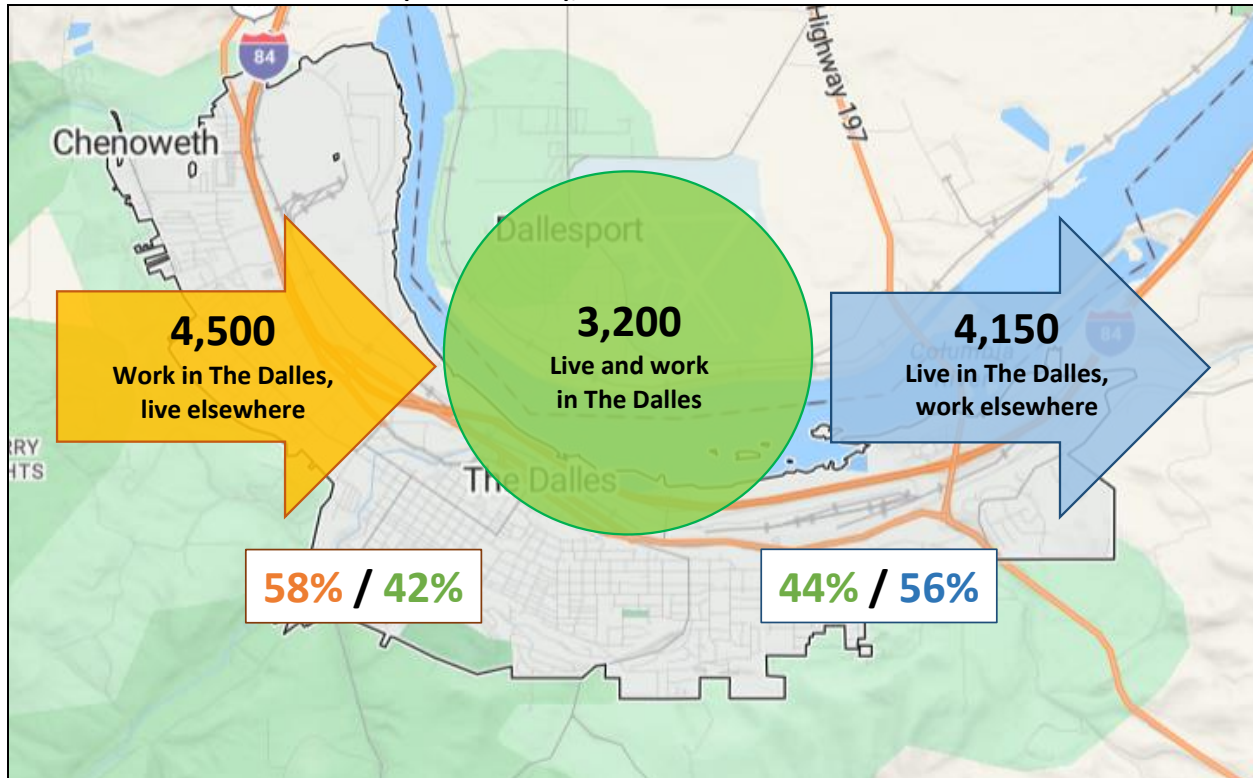 84
Highway 197
Chenoweth
Dallesport
4,500
Work in The Dalles,
live elsewhere
3,200
Live and work
in The Dalles
4,150
Live in The Dalles,
work elsewhere
84
Columbia
The Dalles
58% / 42%
44% / 56%